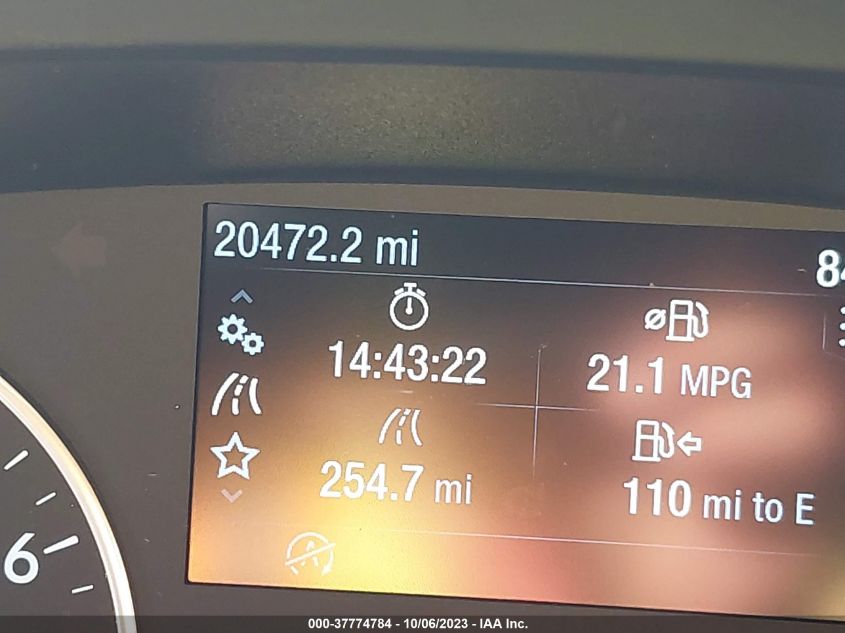 20472.2 mi
84
14:43:22
21.1 MPG
254.7 mi
110 mi to E
6
000-37774784 - 10/06/2023 - IAA Inc.